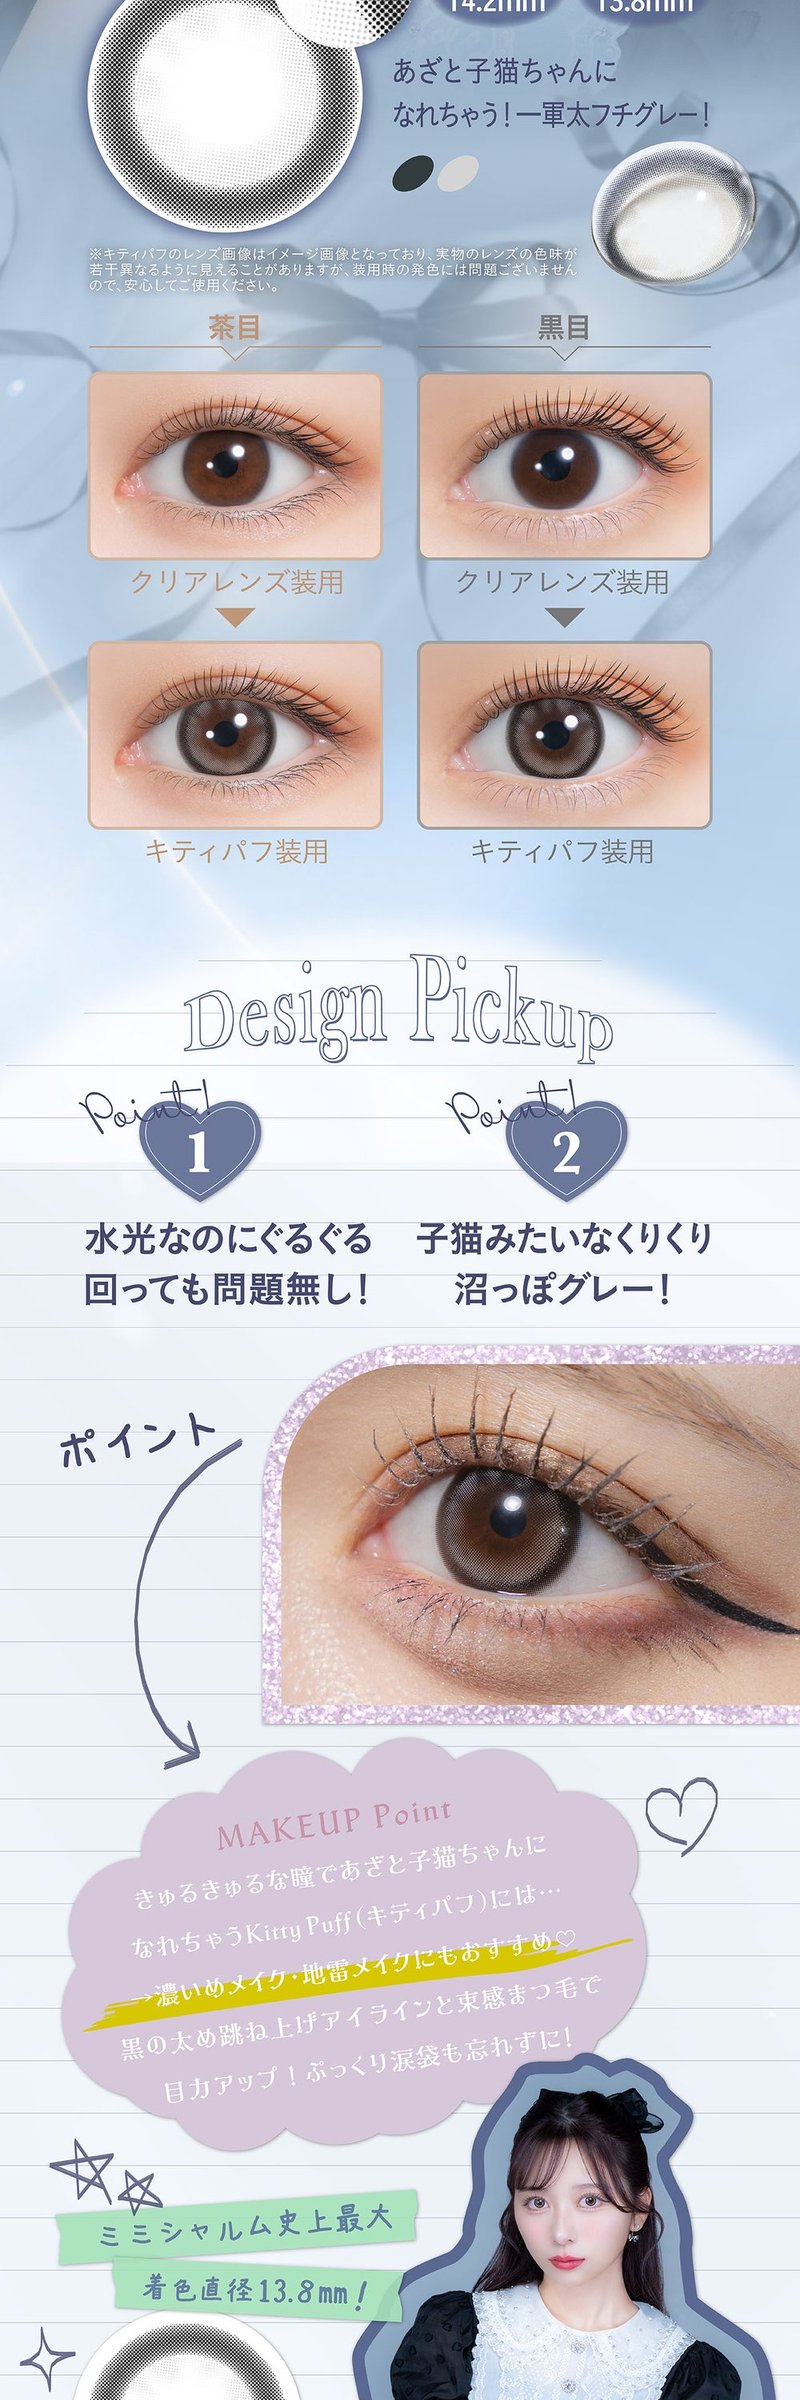 14.2mm 13.8mm
あざと子猫ちゃんに
なれちゃう！一軍太フチグレー！
※キティパフのレンズ画像はイメージ画像となっており、実物のレンズの色味が
若干異なるように見えることがありますが、装用時の発色には問題ございません
ので、安心してご使用ください。
茶目
黒目
クリアレンズ装用
クリアレンズ装用
キティパフ装用
キティパフ装用
Design Pickup
Point!
1
Point!
2
水光なのにぐるぐる
回っても問題無し！
子猫みたいなくりくり
沼っぽグレー！
ポイント
MAKEUP Point
きゅるきゅるな瞳であざと子猫ちゃんに
なれちゃうKitty Puff（キティパフ）には…
→濃いめメイク・地雷メイクにもおすすめ♡
黒の太め跳ね上げアイラインと束感まつ毛で
目力アップ！ぷっくり涙袋も忘れずに！
ミミシャルム史上最大
着色直径13.8mm！